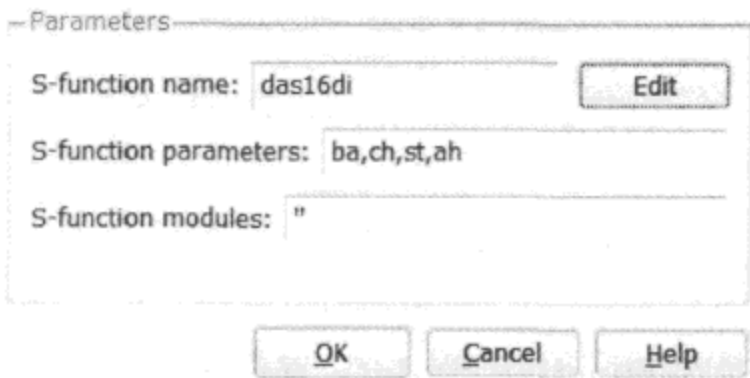 Parameters
S-function name: das16di Edit
S-function parameters: ba,ch,st,ah
S-function modules: "
OK Cancel Help